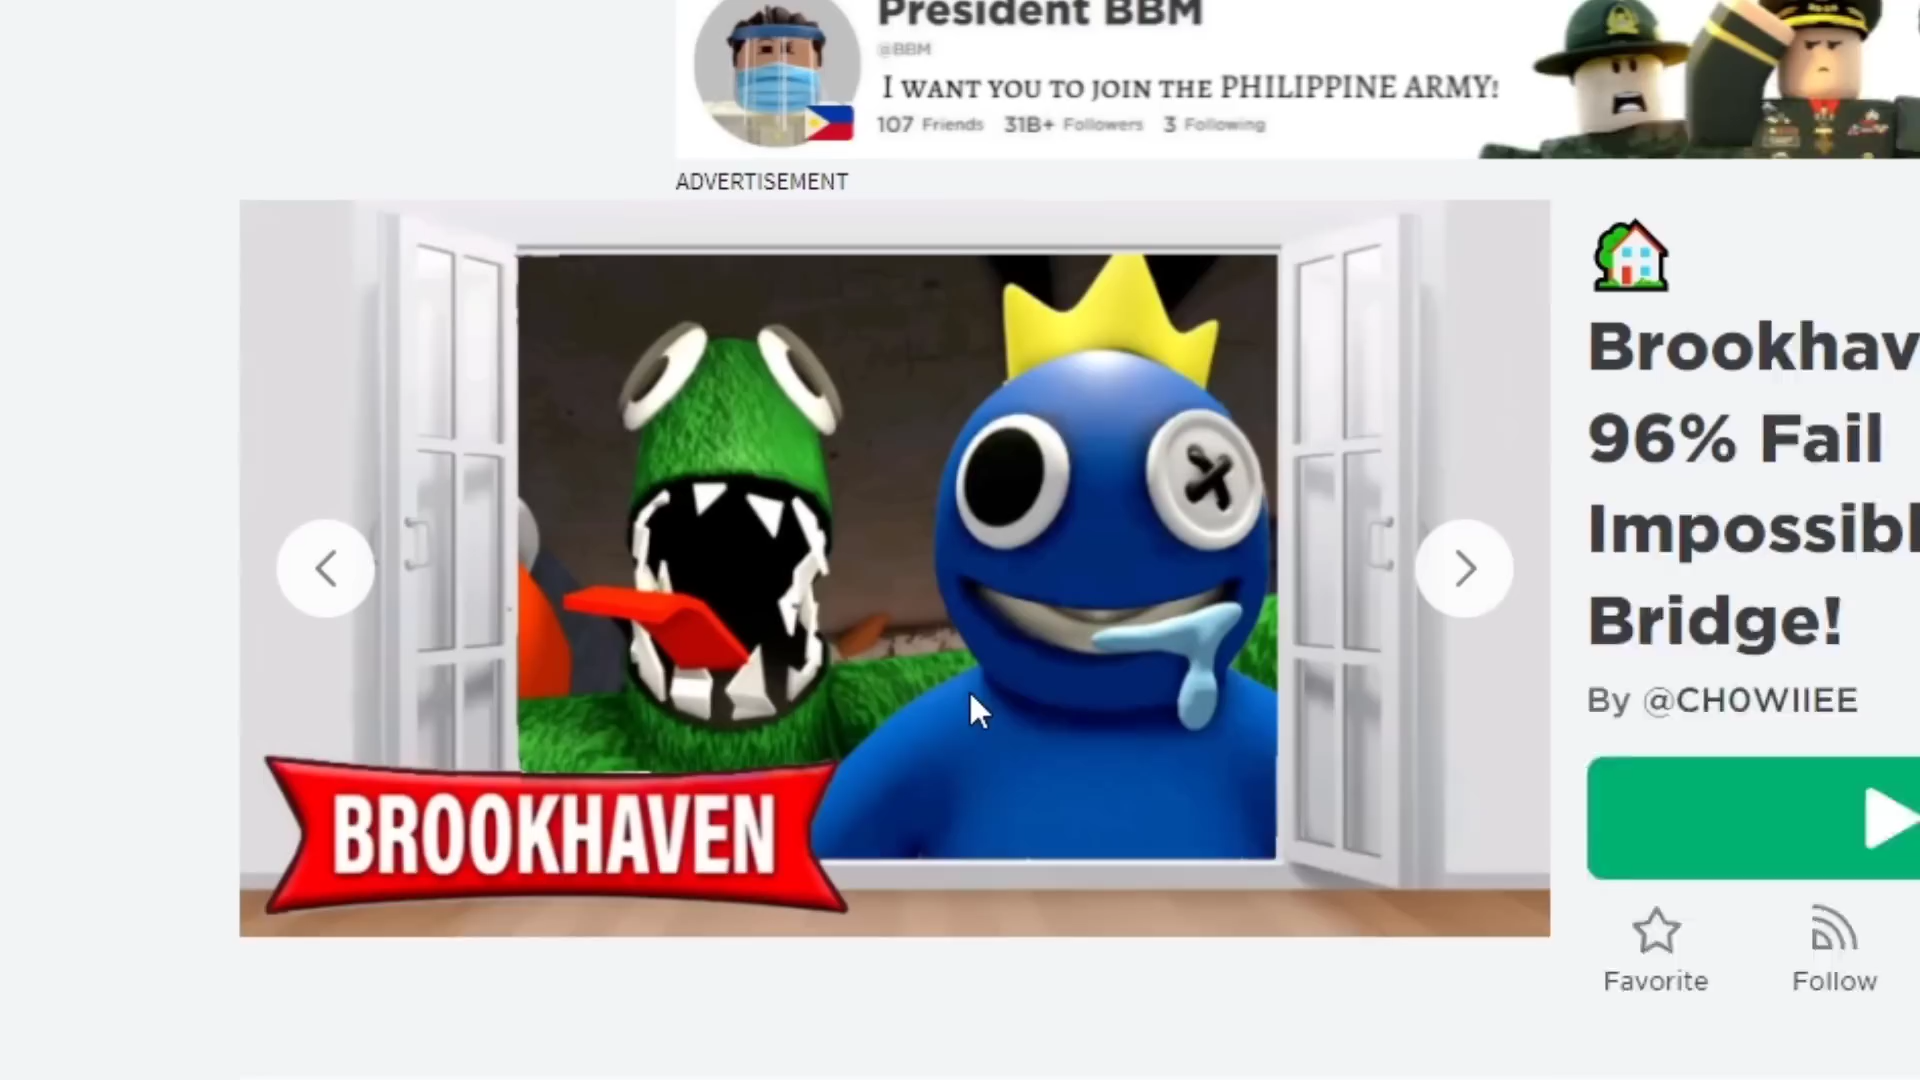 President BBM
@BBM
I WANT YOU TO JOIN THE PHILIPPINE ARMY!
107 Friends 31B+ Followers 3 Following
ADVERTISEMENT
BROOKHAVEN
Brookhav
96% Fail
Impossibl
Bridge!
By @CH0WIIEE
Favorite
Follow